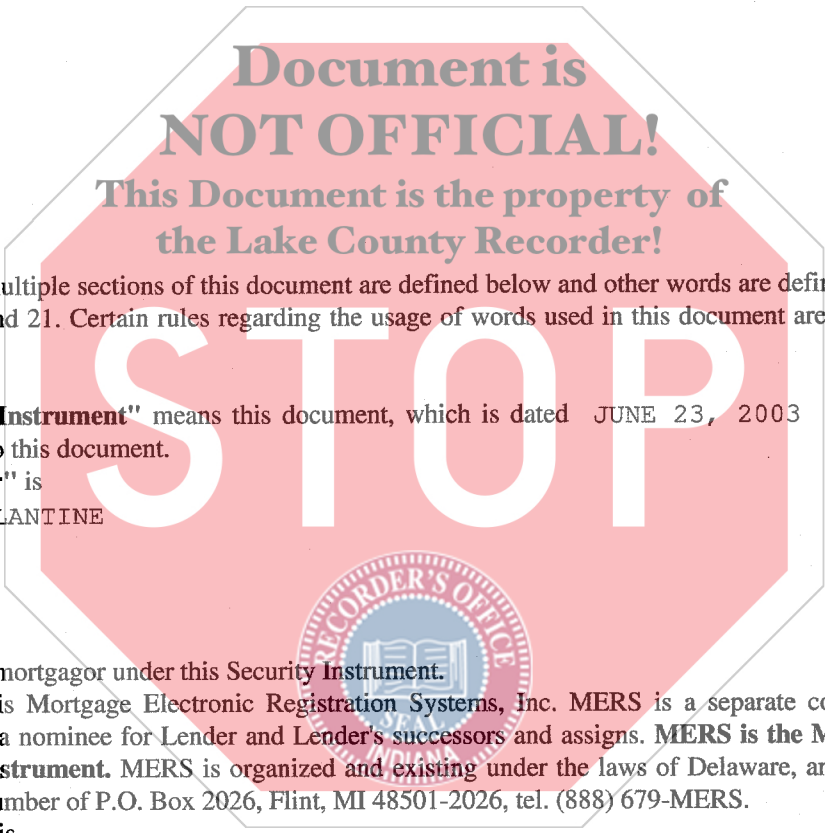 Document is
NOT OFFICIAL!
This Document is the property of
the Lake County Recorder!
ultiple sections of this document are defined below and other words are defin
nd 21. Certain rules regarding the usage of words used in this document are
STOP
Instrument" means this document, which is dated JUNE 23, 2003
this document.
" is
LANTINE
RECORDER'S OFFICE
mortgagor under this Security Instrument.
is Mortgage Electronic Registration Systems, Inc. MERS is a separate co
a nominee for Lender and Lender's successors and assigns. MERS is the M
SEAL
INDIANA
strument. MERS is organized and existing under the laws of Delaware, an
umber of P.O. Box 2026, Flint, MI 48501-2026, tel. (888) 679-MERS.